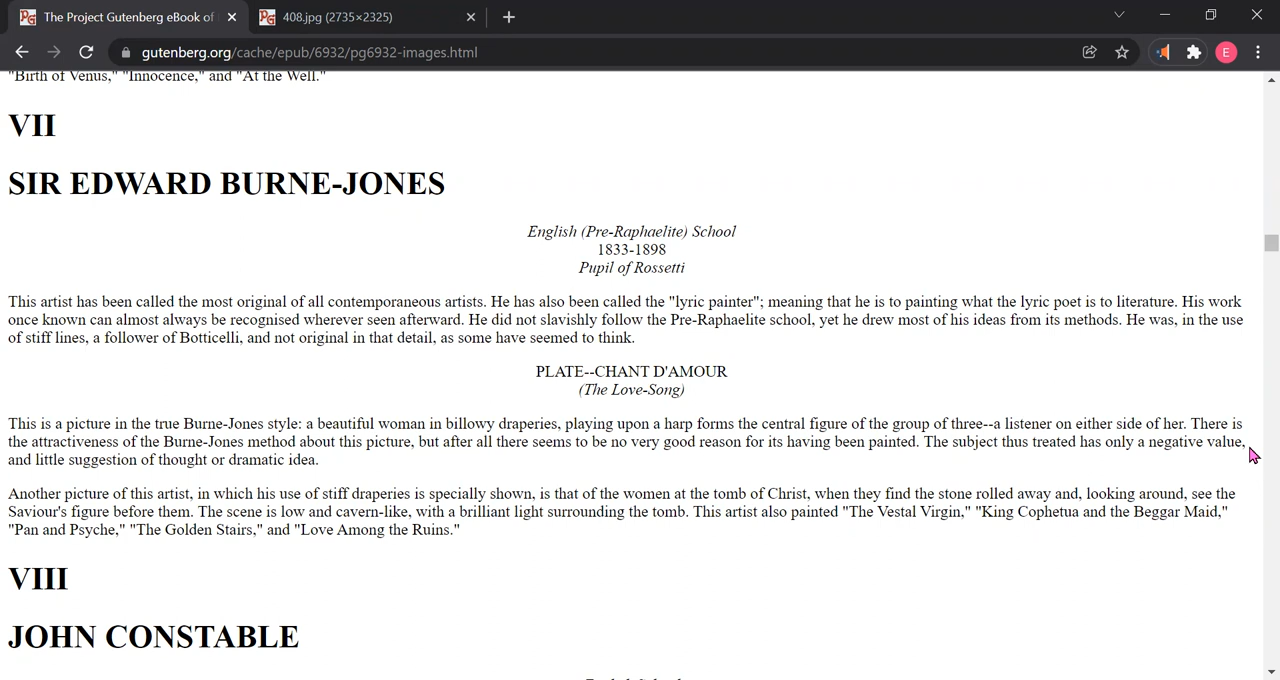 The Project Gutenberg eBook of
408.jpg (2735×2325)
gutenberg.org/cache/epub/6932/pg6932-images.html
E
"Birth of Venus," "Innocence," and "At the Well."
VII
SIR EDWARD BURNE-JONES
English (Pre-Raphaelite) School
1833-1898
Pupil of Rossetti
This artist has been called the most original of all contemporaneous artists. He has also been called the "lyric painter"; meaning that he is to painting what the lyric poet is to literature. His work
once known can almost always be recognised wherever seen afterward. He did not slavishly follow the Pre-Raphaelite school, yet he drew most of his ideas from its methods. He was, in the use
of stiff lines, a follower of Botticelli, and not original in that detail, as some have seemed to think.
PLATE--CHANT D'AMOUR
(The Love-Song)
This is a picture in the true Burne-Jones style: a beautiful woman in billowy draperies, playing upon a harp forms the central figure of the group of three--a listener on either side of her. There is
the attractiveness of the Burne-Jones method about this picture, but after all there seems to be no very good reason for its having been painted. The subject thus treated has only a negative value,
and little suggestion of thought or dramatic idea.
Another picture of this artist, in which his use of stiff draperies is specially shown, is that of the women at the tomb of Christ, when they find the stone rolled away and, looking around, see the
Saviour's figure before them. The scene is low and cavern-like, with a brilliant light surrounding the tomb. This artist also painted "The Vestal Virgin," "King Cophetua and the Beggar Maid,"
"Pan and Psyche," "The Golden Stairs," and "Love Among the Ruins."
VIII
JOHN CONSTABLE